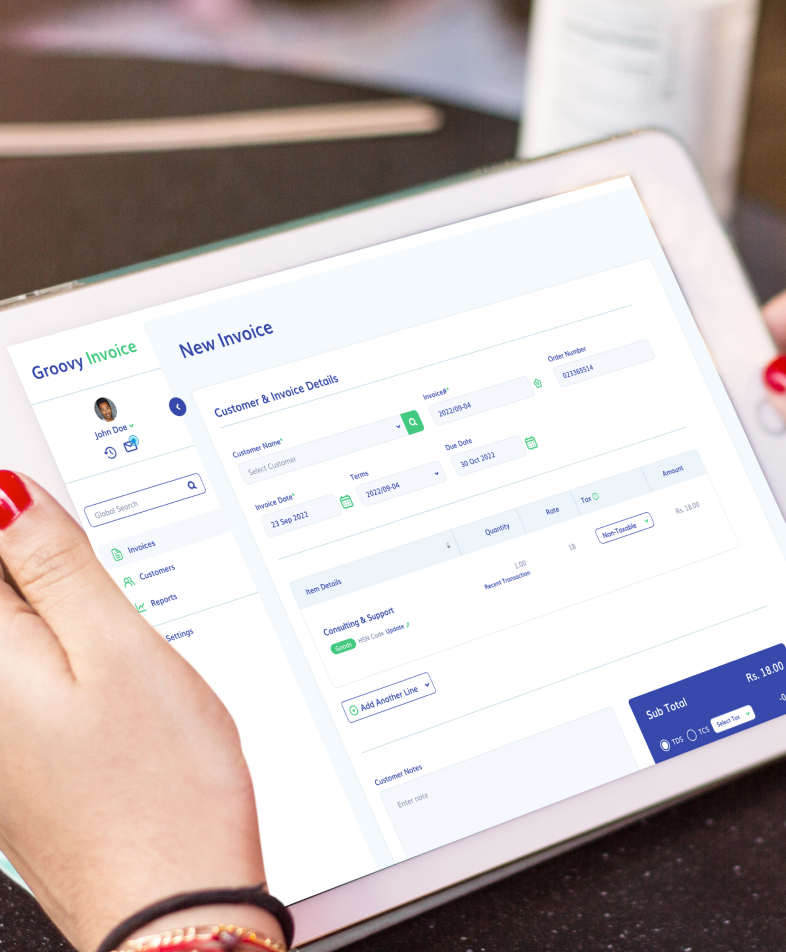 Groovy Invoice
John Doe
Global Search
Invoices
Customers
Reports
Settings
New Invoice
Customer & Invoice Details
Customer Name*
Select Customer
Invoice#*
2022/09-04
Order Number
023365514
Invoice Date*
23 Sep 2022
Terms
2022/09-04
Due Date
30 Oct 2022
Item Details
Quantity
Rate
Tax
Amount
Consulting & Support
1.00
18
Non-Taxable
Rs. 18.00
Goods HSN Code Update
Recent Transaction
Add Another Line
Customer Notes
Enter note
Sub Total
Rs. 18.00
TDS TCS Select Tax